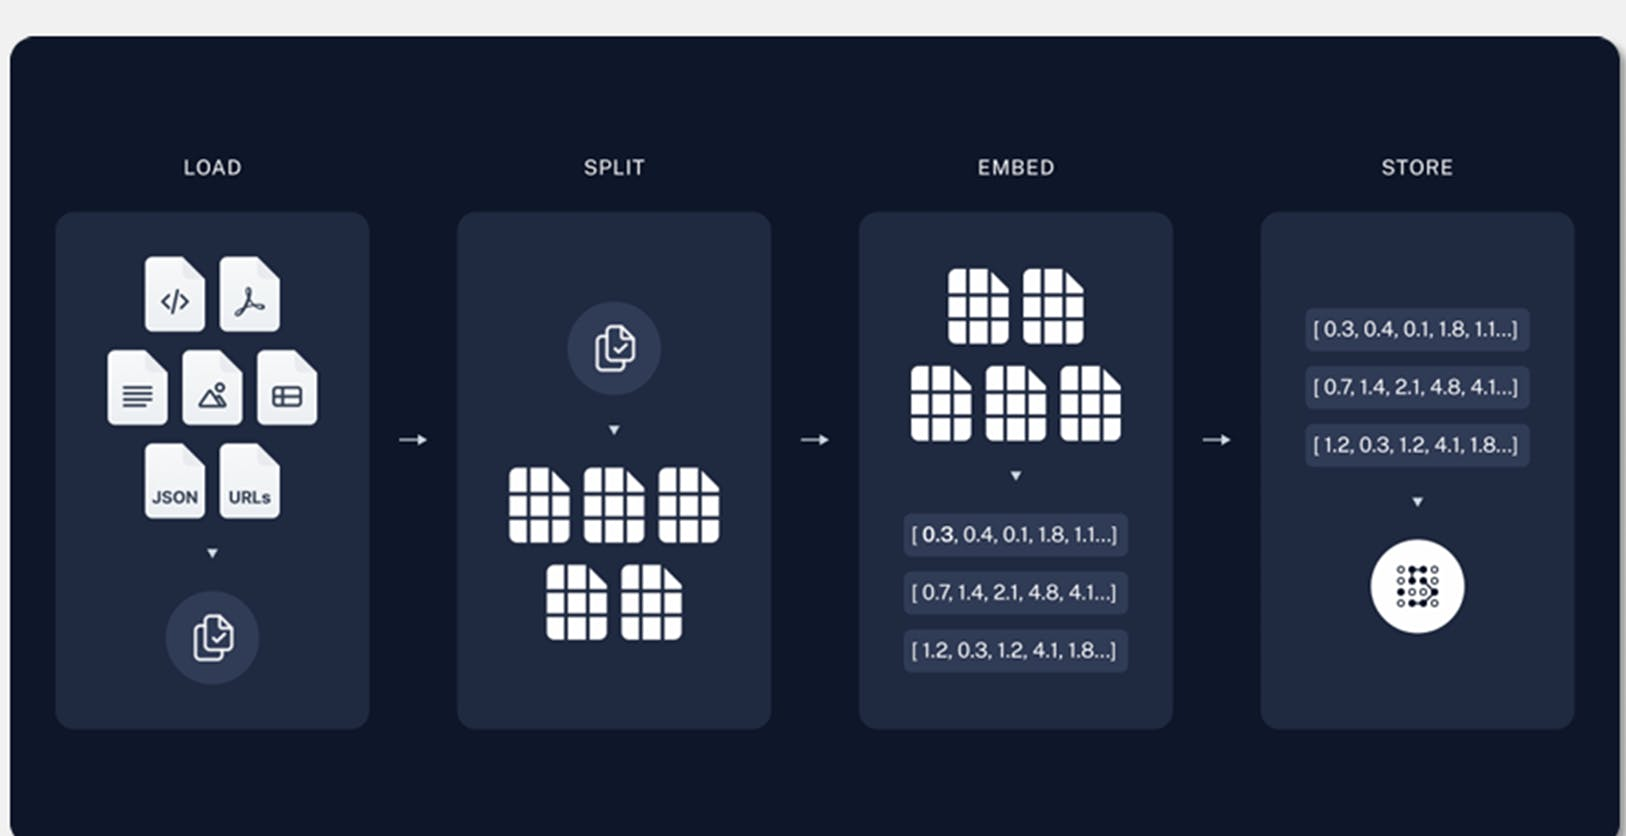 LOAD
SPLIT
EMBED
STORE
JSON
URLs
[ 0.3, 0.4, 0.1, 1.8, 1.1...]
[ 0.7, 1.4, 2.1, 4.8, 4.1...]
[ 1.2, 0.3, 1.2, 4.1, 1.8...]
[ 0.3, 0.4, 0.1, 1.8, 1.1...]
[ 0.7, 1.4, 2.1, 4.8, 4.1...]
[ 1.2, 0.3, 1.2, 4.1, 1.8...]